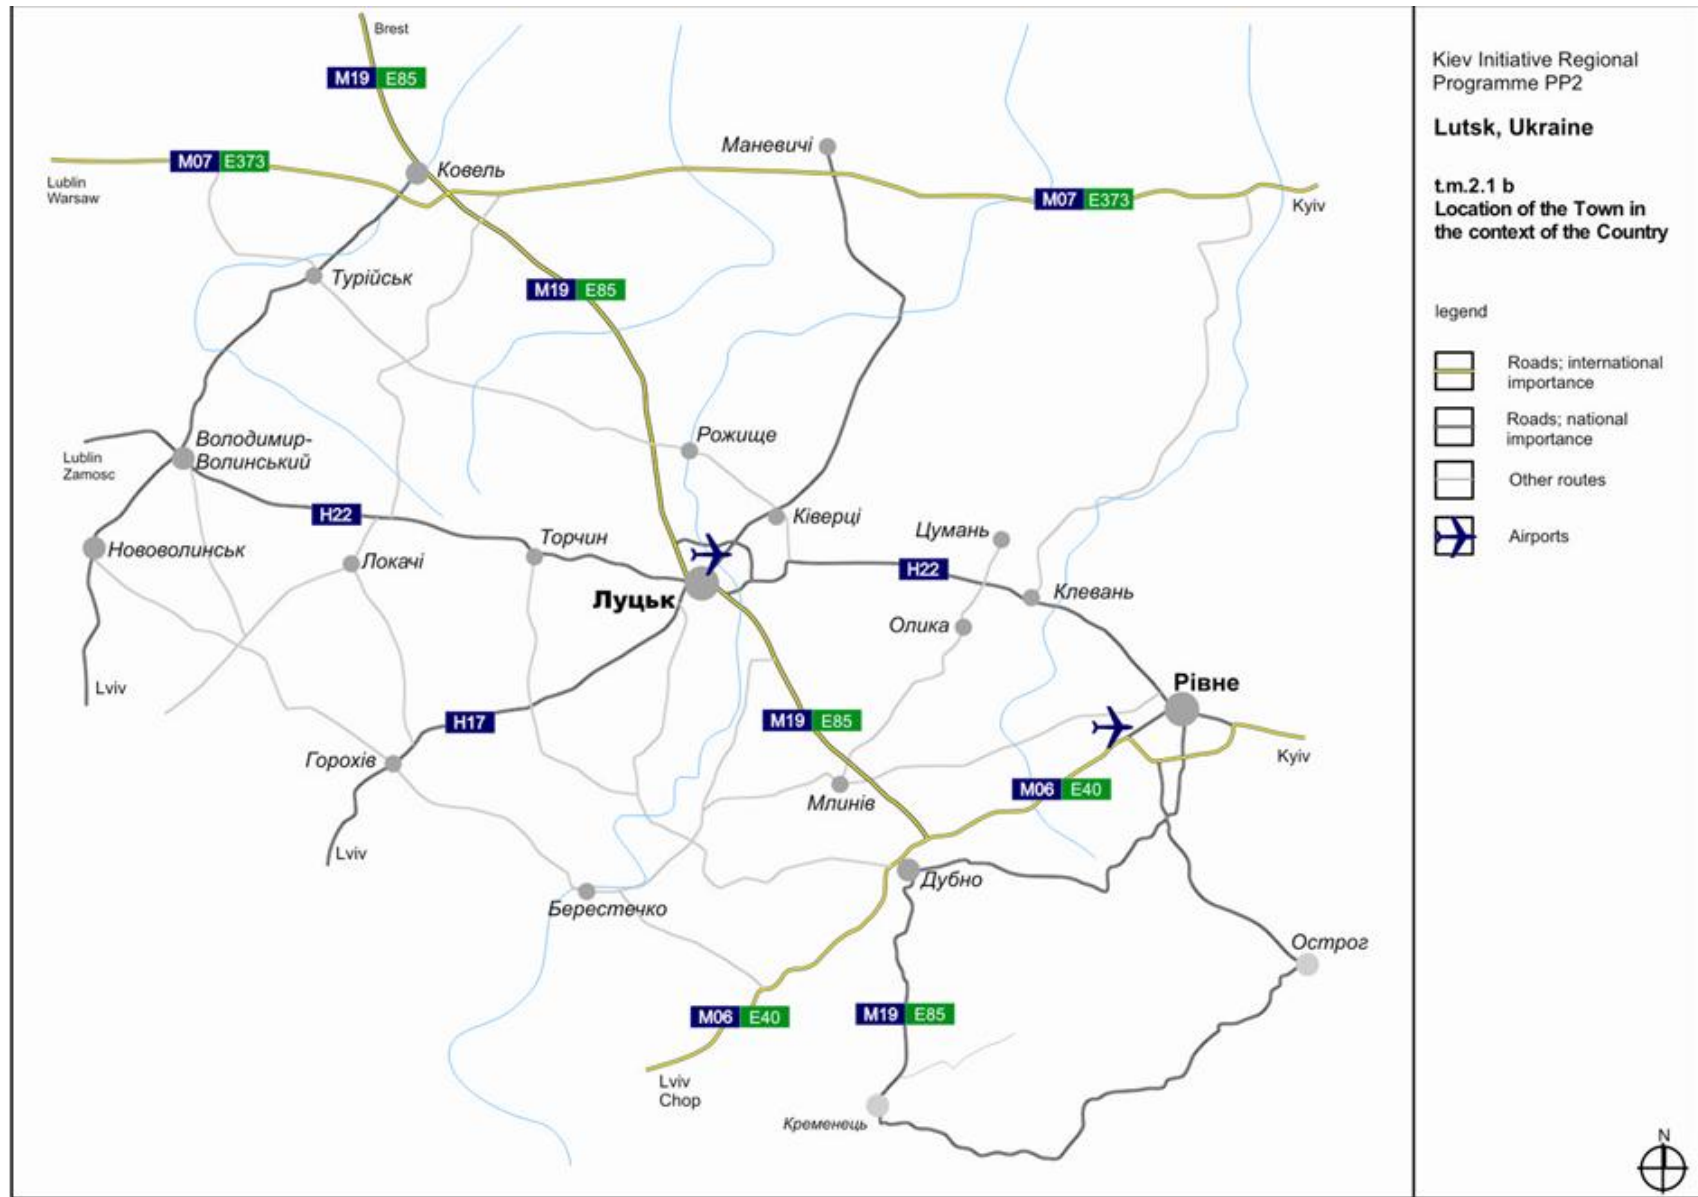 Brest
M19 E85
M07 E373
Lublin
Warsaw
Ковель
Маневичі
M07 E373
Kyiv
Турійськ
M19 E85
Володимир-
Волинський
Lublin
Zamosc
Рожище
H22
Ківерці
Нововолинськ
Локачі
Торчин
Цумань
H22
Клевань
Луцьк
Олика
Lviv
H17
M19 E85
Рівне
Kyiv
Горохів
M06 E40
Млинів
Lviv
Дубно
Берестечко
Острог
M06 E40
M19 E85
Lviv
Chop
Кременець
Kiev Initiative Regional
Programme PP2
Lutsk, Ukraine
t.m.2.1 b
Location of the Town in
the context of the Country
legend
Roads; international
importance
Roads; national
importance
Other routes
Airports
N